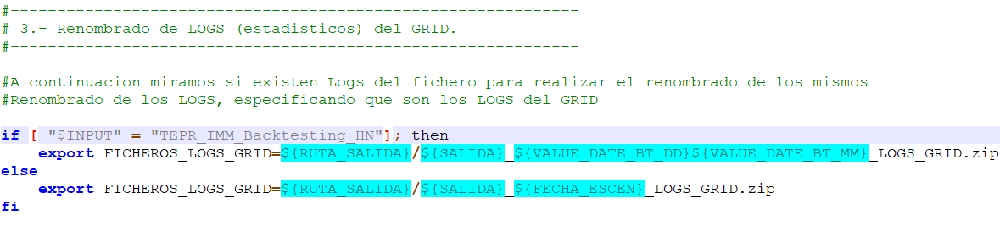 #-------------------------------------------------------------
# 3.- Renombrado de LOGS (estadisticos) del GRID.
#-------------------------------------------------------------
#A continuacion miramos si existen Logs del fichero para realizar el renombrado de los mismos
#Renombrado de los LOGS, especificando que son los LOGS del GRID
if [ "$INPUT" = "TEPR_IMM_Backtesting_HN"]; then
    export FICHEROS_LOGS_GRID=${RUTA_SALIDA}/${SALIDA}_${VALUE_DATE_BT_DD}${VALUE_DATE_BT_MM}_LOGS_GRID.zip
else
    export FICHEROS_LOGS_GRID=${RUTA_SALIDA}/${SALIDA}_${FECHA_ESCEN}_LOGS_GRID.zip
fi